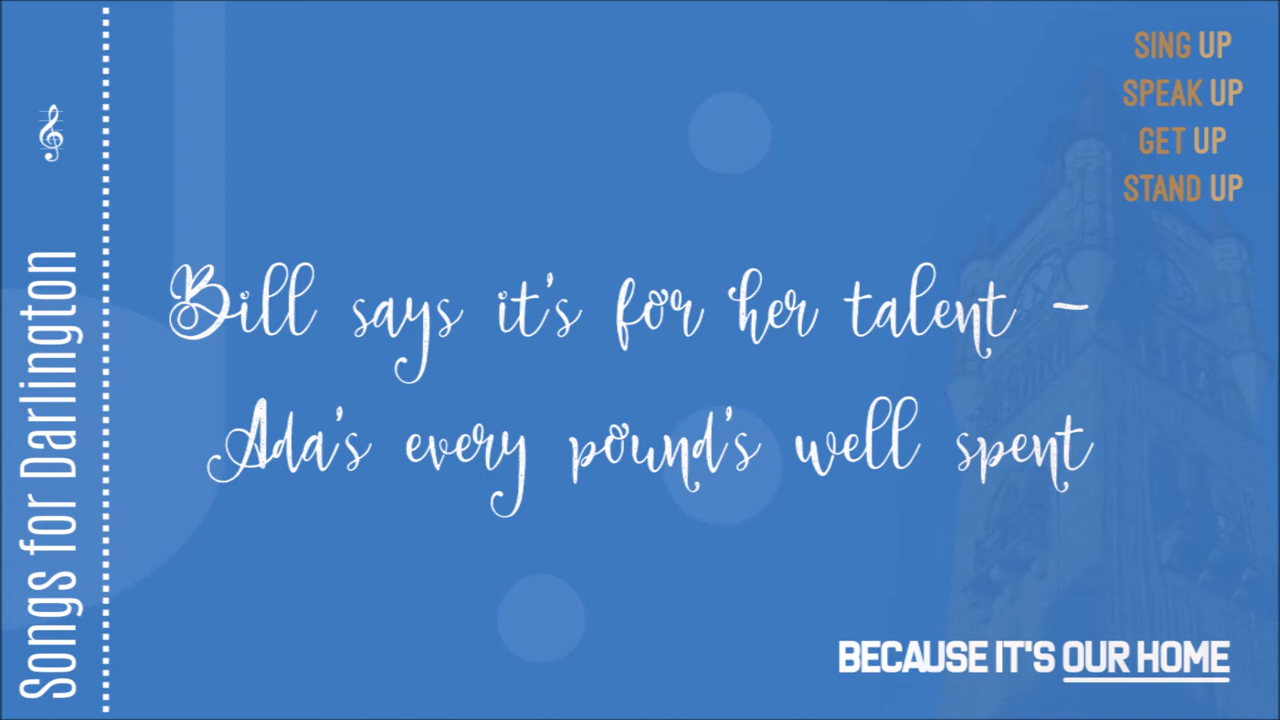 Songs for Darlington
SING UP
SPEAK UP
GET UP
STAND UP
Bill says it's for her talent –
Ada's every pound's well spent
BECAUSE IT'S OUR HOME